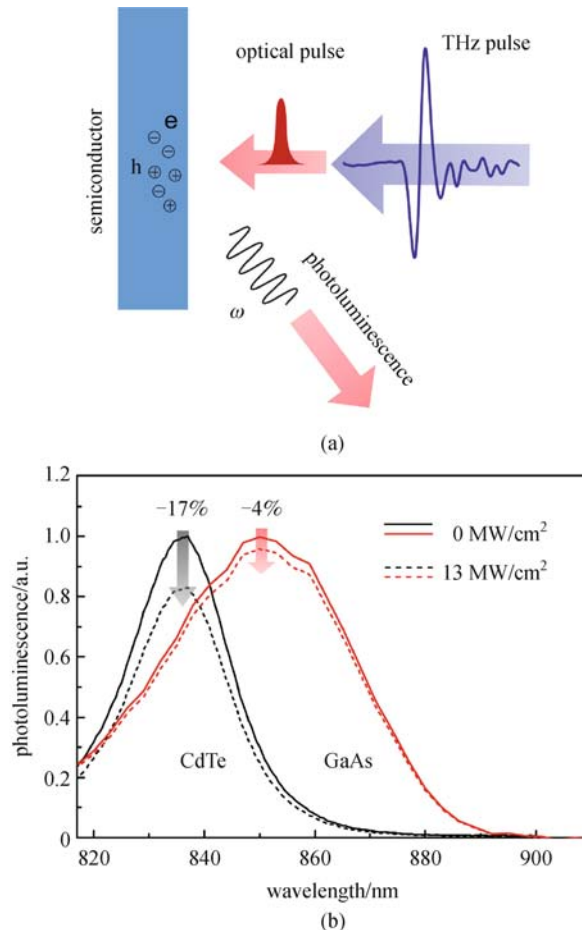 optical pulse
THz pulse
semiconductor
e
h
ω
photoluminescence
(a)
photoluminescence/a.u.
1.2
1.0
0.8
0.6
0.4
0.2
0
−17%
−4%
0 MW/cm²
13 MW/cm²
CdTe
GaAs
820
840
860
880
900
wavelength/nm
(b)